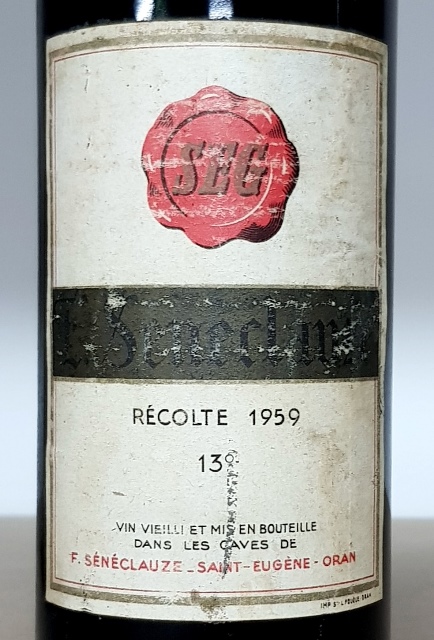 SEG
F. Sénéclauze
RÉCOLTE 1959
13°
VIN VIEILLI ET MIS EN BOUTEILLE
DANS LES CAVES DE
F. SÉNÉCLAUZE - SAINT-EUGÈNE - ORAN